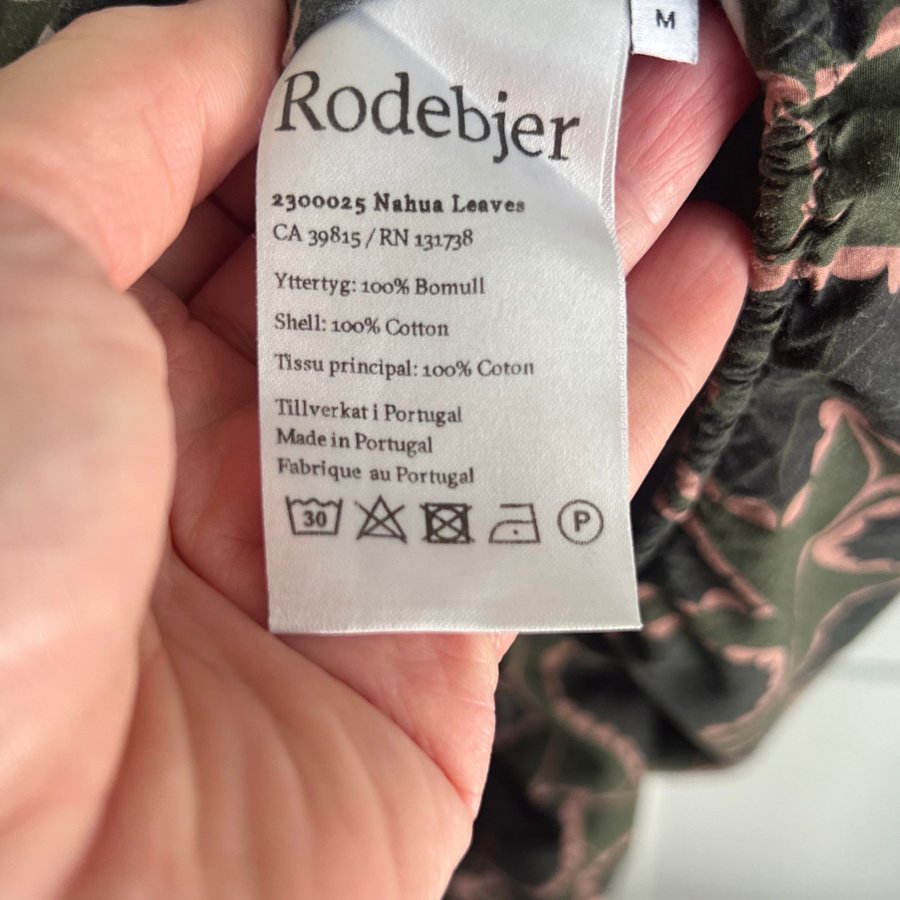 M
Rodebjer
2300025 Nahua Leaves
CA 39815 / RN 131738
Yttertyg: 100% Bomull
Shell: 100% Cotton
Tissu principal: 100% Coton
Tillverkat i Portugal
Made in Portugal
Fabrique au Portugal
30 P